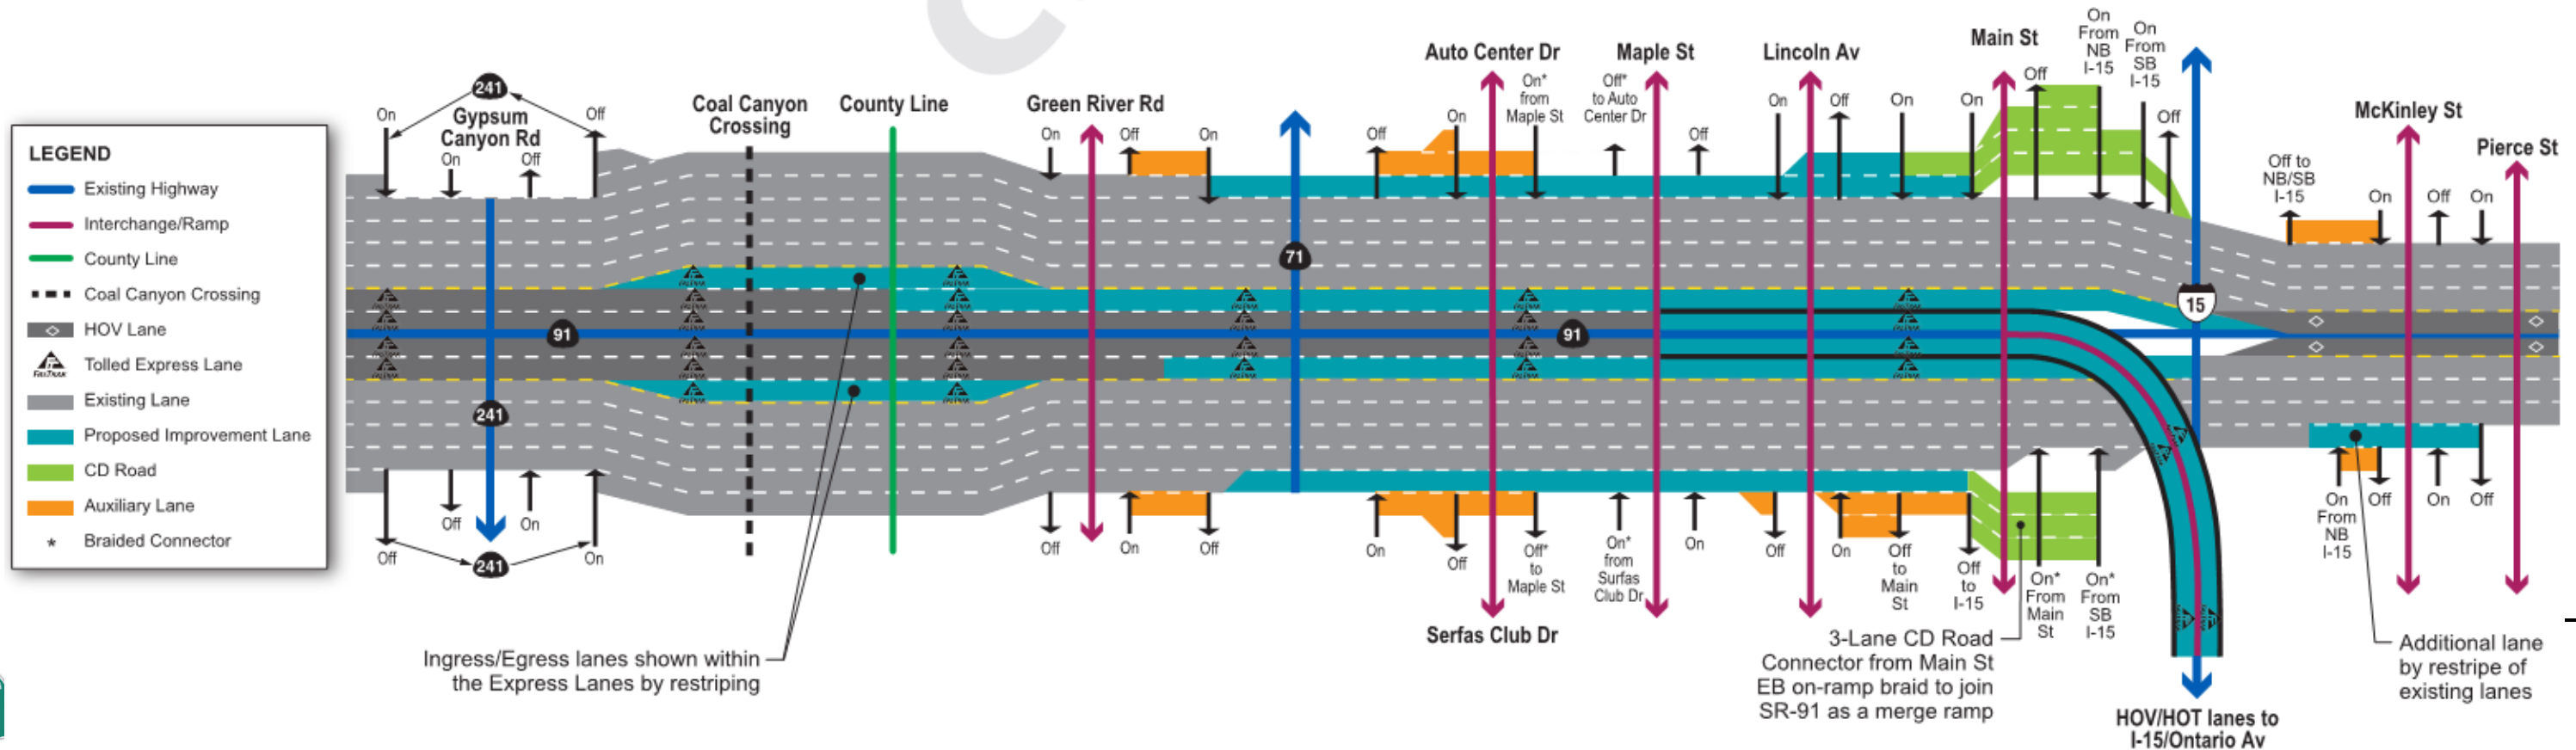 LEGEND
Existing Highway
Interchange/Ramp
County Line
Coal Canyon Crossing
HOV Lane
FasTrak
Tolled Express Lane
Existing Lane
Proposed Improvement Lane
CD Road
Auxiliary Lane
* Braided Connector
On
241
Off
Gypsum
Canyon Rd
On
Off
Coal Canyon
Crossing
County Line
Green River Rd
On
Off
On
Auto Center Dr
Off
On
On*
from
Maple St
Maple St
Off*
to Auto
Center Dr
Off
Lincoln Av
On
Off
On
On
Main St
Off
On
From
NB
I-15
On
From
SB
I-15
Off
Off to
NB/SB
I-15
McKinley St
On
Off
On
Pierce St
91
241
71
91
15
Off
241
On
Off
On
Off
On
Off
On
Off
Off*
to
Maple St
Serfas Club Dr
On*
from
Surfas
Club Dr
On
Off
On
Off
to
Main
St
Off
to
I-15
On*
From
Main
St
On*
From
SB
I-15
On
From
NB
I-15
Off
On
Off
Ingress/Egress lanes shown within
the Express Lanes by restriping
3-Lane CD Road
Connector from Main St
EB on-ramp braid to join
SR-91 as a merge ramp
Additional lane
by restripe of
existing lanes
HOV/HOT lanes to
I-15/Ontario Av